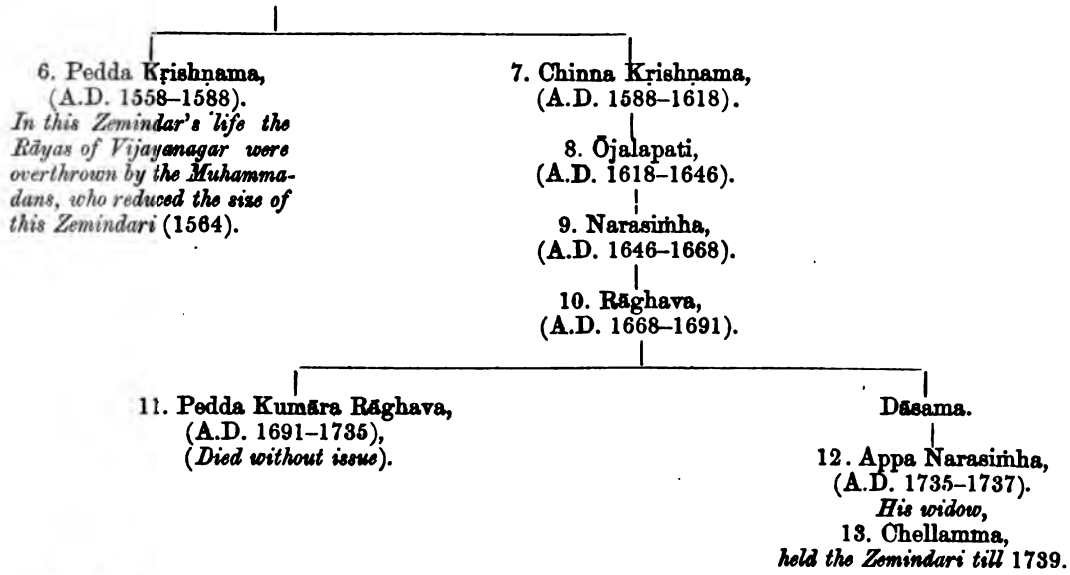 6. Pedda Kṛishṇama,
(A.D. 1558–1588).
In this Zemindar's life the
Rāyas of Vijayanagar were
overthrown by the Muhamma-
dans, who reduced the size of
this Zemindari (1564).
7. Chinna Kṛishṇama,
(A.D. 1588–1618).
8. Ōjalapati,
(A.D. 1618–1646).
9. Narasiṁha,
(A.D. 1646–1668).
10. Rāghava,
(A.D. 1668–1691).
11. Pedda Kumāra Rāghava,
(A.D. 1691–1735),
(Died without issue).
Dāsama.
12. Appa Narasiṁha,
(A.D. 1735–1737).
His widow,
13. Chellamma,
held the Zemindari till 1739.